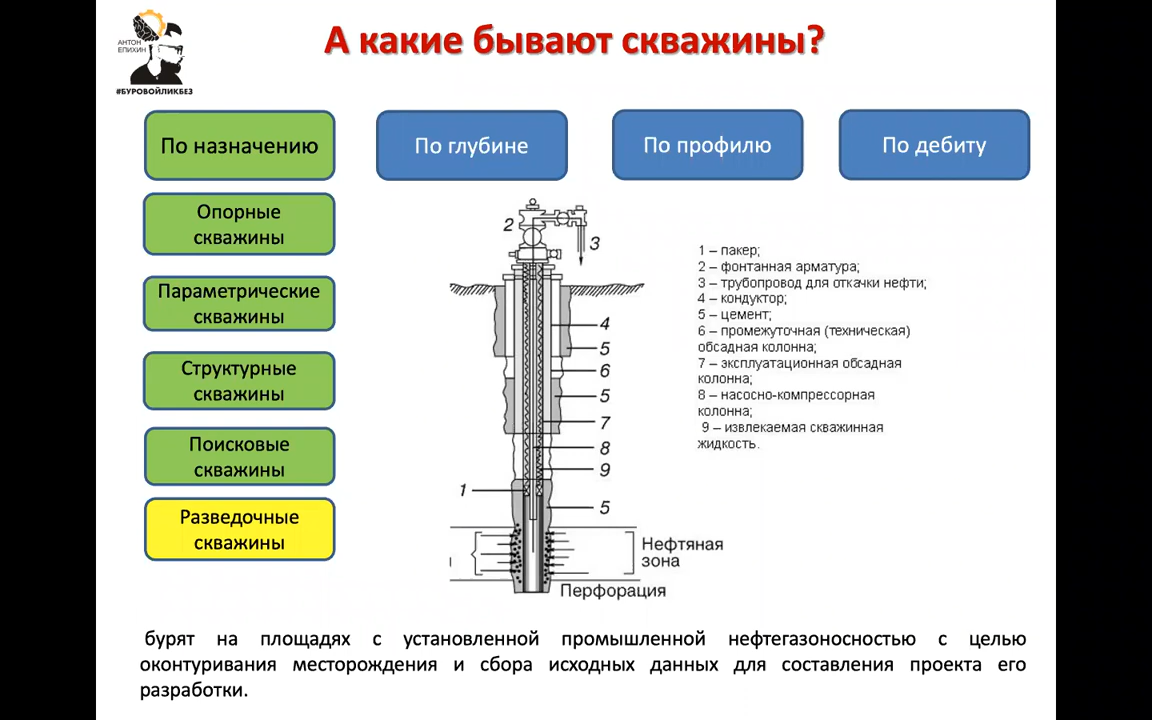 АНТОН
ЕПИХИН
#БУРОВОЙЛИКБЕЗ
А какие бывают скважины?
По назначению
По глубине
По профилю
По дебиту
Опорные
скважины
Параметрические
скважины
Структурные
скважины
Поисковые
скважины
Разведочные
скважины
2
3
4
5
6
5
7
8
9
1
5
Нефтяная
зона
Перфорация
1 – пакер;
2 – фонтанная арматура;
3 – трубопровод для откачки нефти;
4 – кондуктор;
5 – цемент;
6 – промежуточная (техническая)
обсадная колонна;
7 – эксплуатационная обсадная
колонна;
8 – насосно-компрессорная
колонна;
9 – извлекаемая скважинная
жидкость.
бурят на площадях с установленной промышленной нефтегазоносностью с целью
оконтуривания месторождения и сбора исходных данных для составления проекта его
разработки.